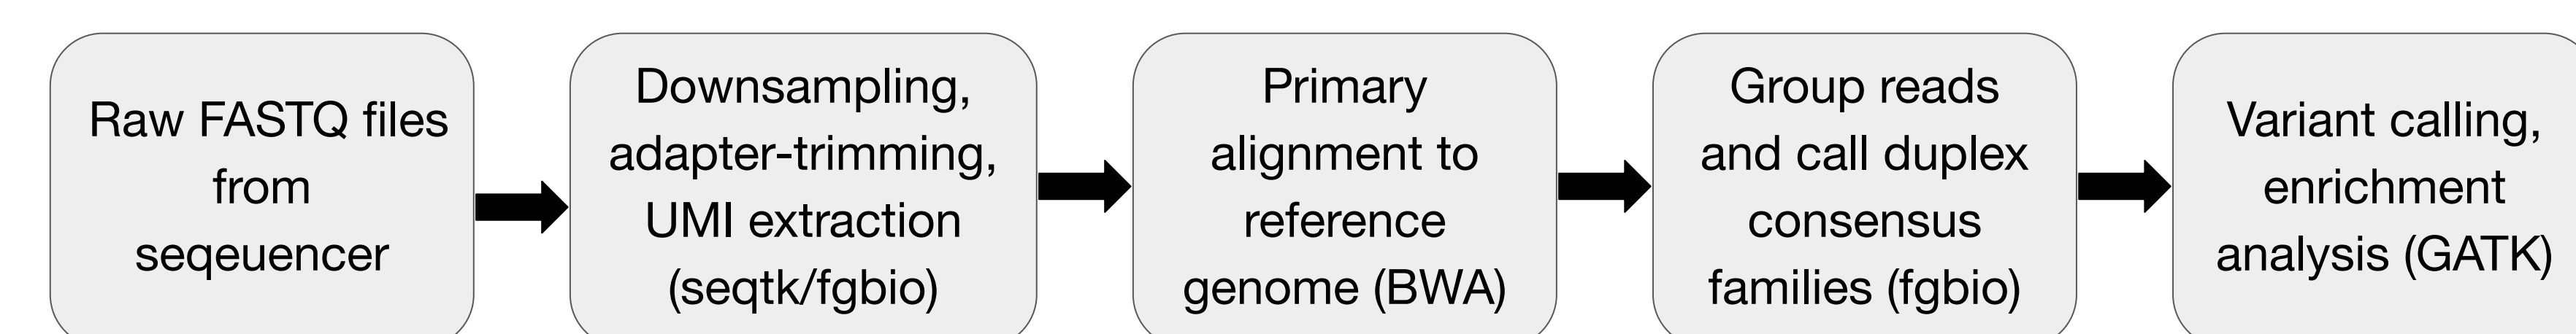 Raw FASTQ files
from
seqeuencer
Downsampling,
adapter-trimming,
UMI extraction
(seqtk/fgbio)
Primary
alignment to
reference
genome (BWA)
Group reads
and call duplex
consensus
families (fgbio)
Variant calling,
enrichment
analysis (GATK)